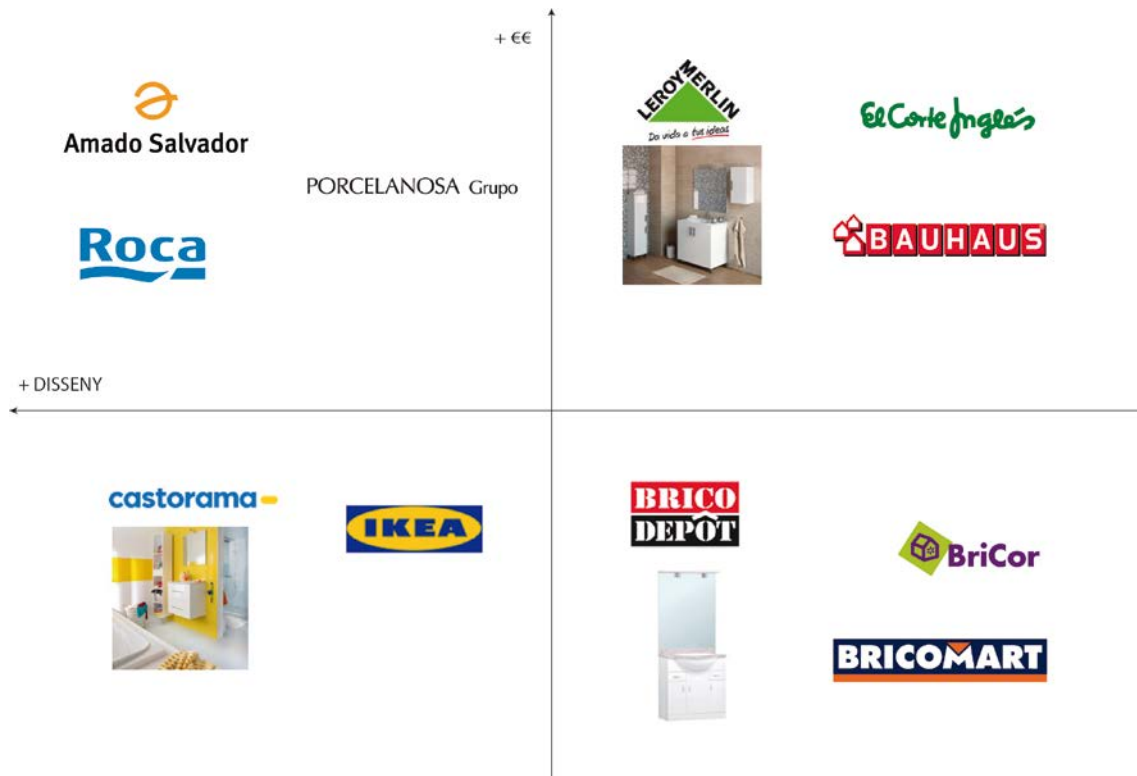 + €€
Amado Salvador
PORCELANOSA Grupo
Roca
LEROY MERLIN
Da vida a tus ideas
El Corte Inglés
BAUHAUS
+ DISSENY
castorama
IKEA
BRICO
DEPÔT
BriCor
BRICOMART